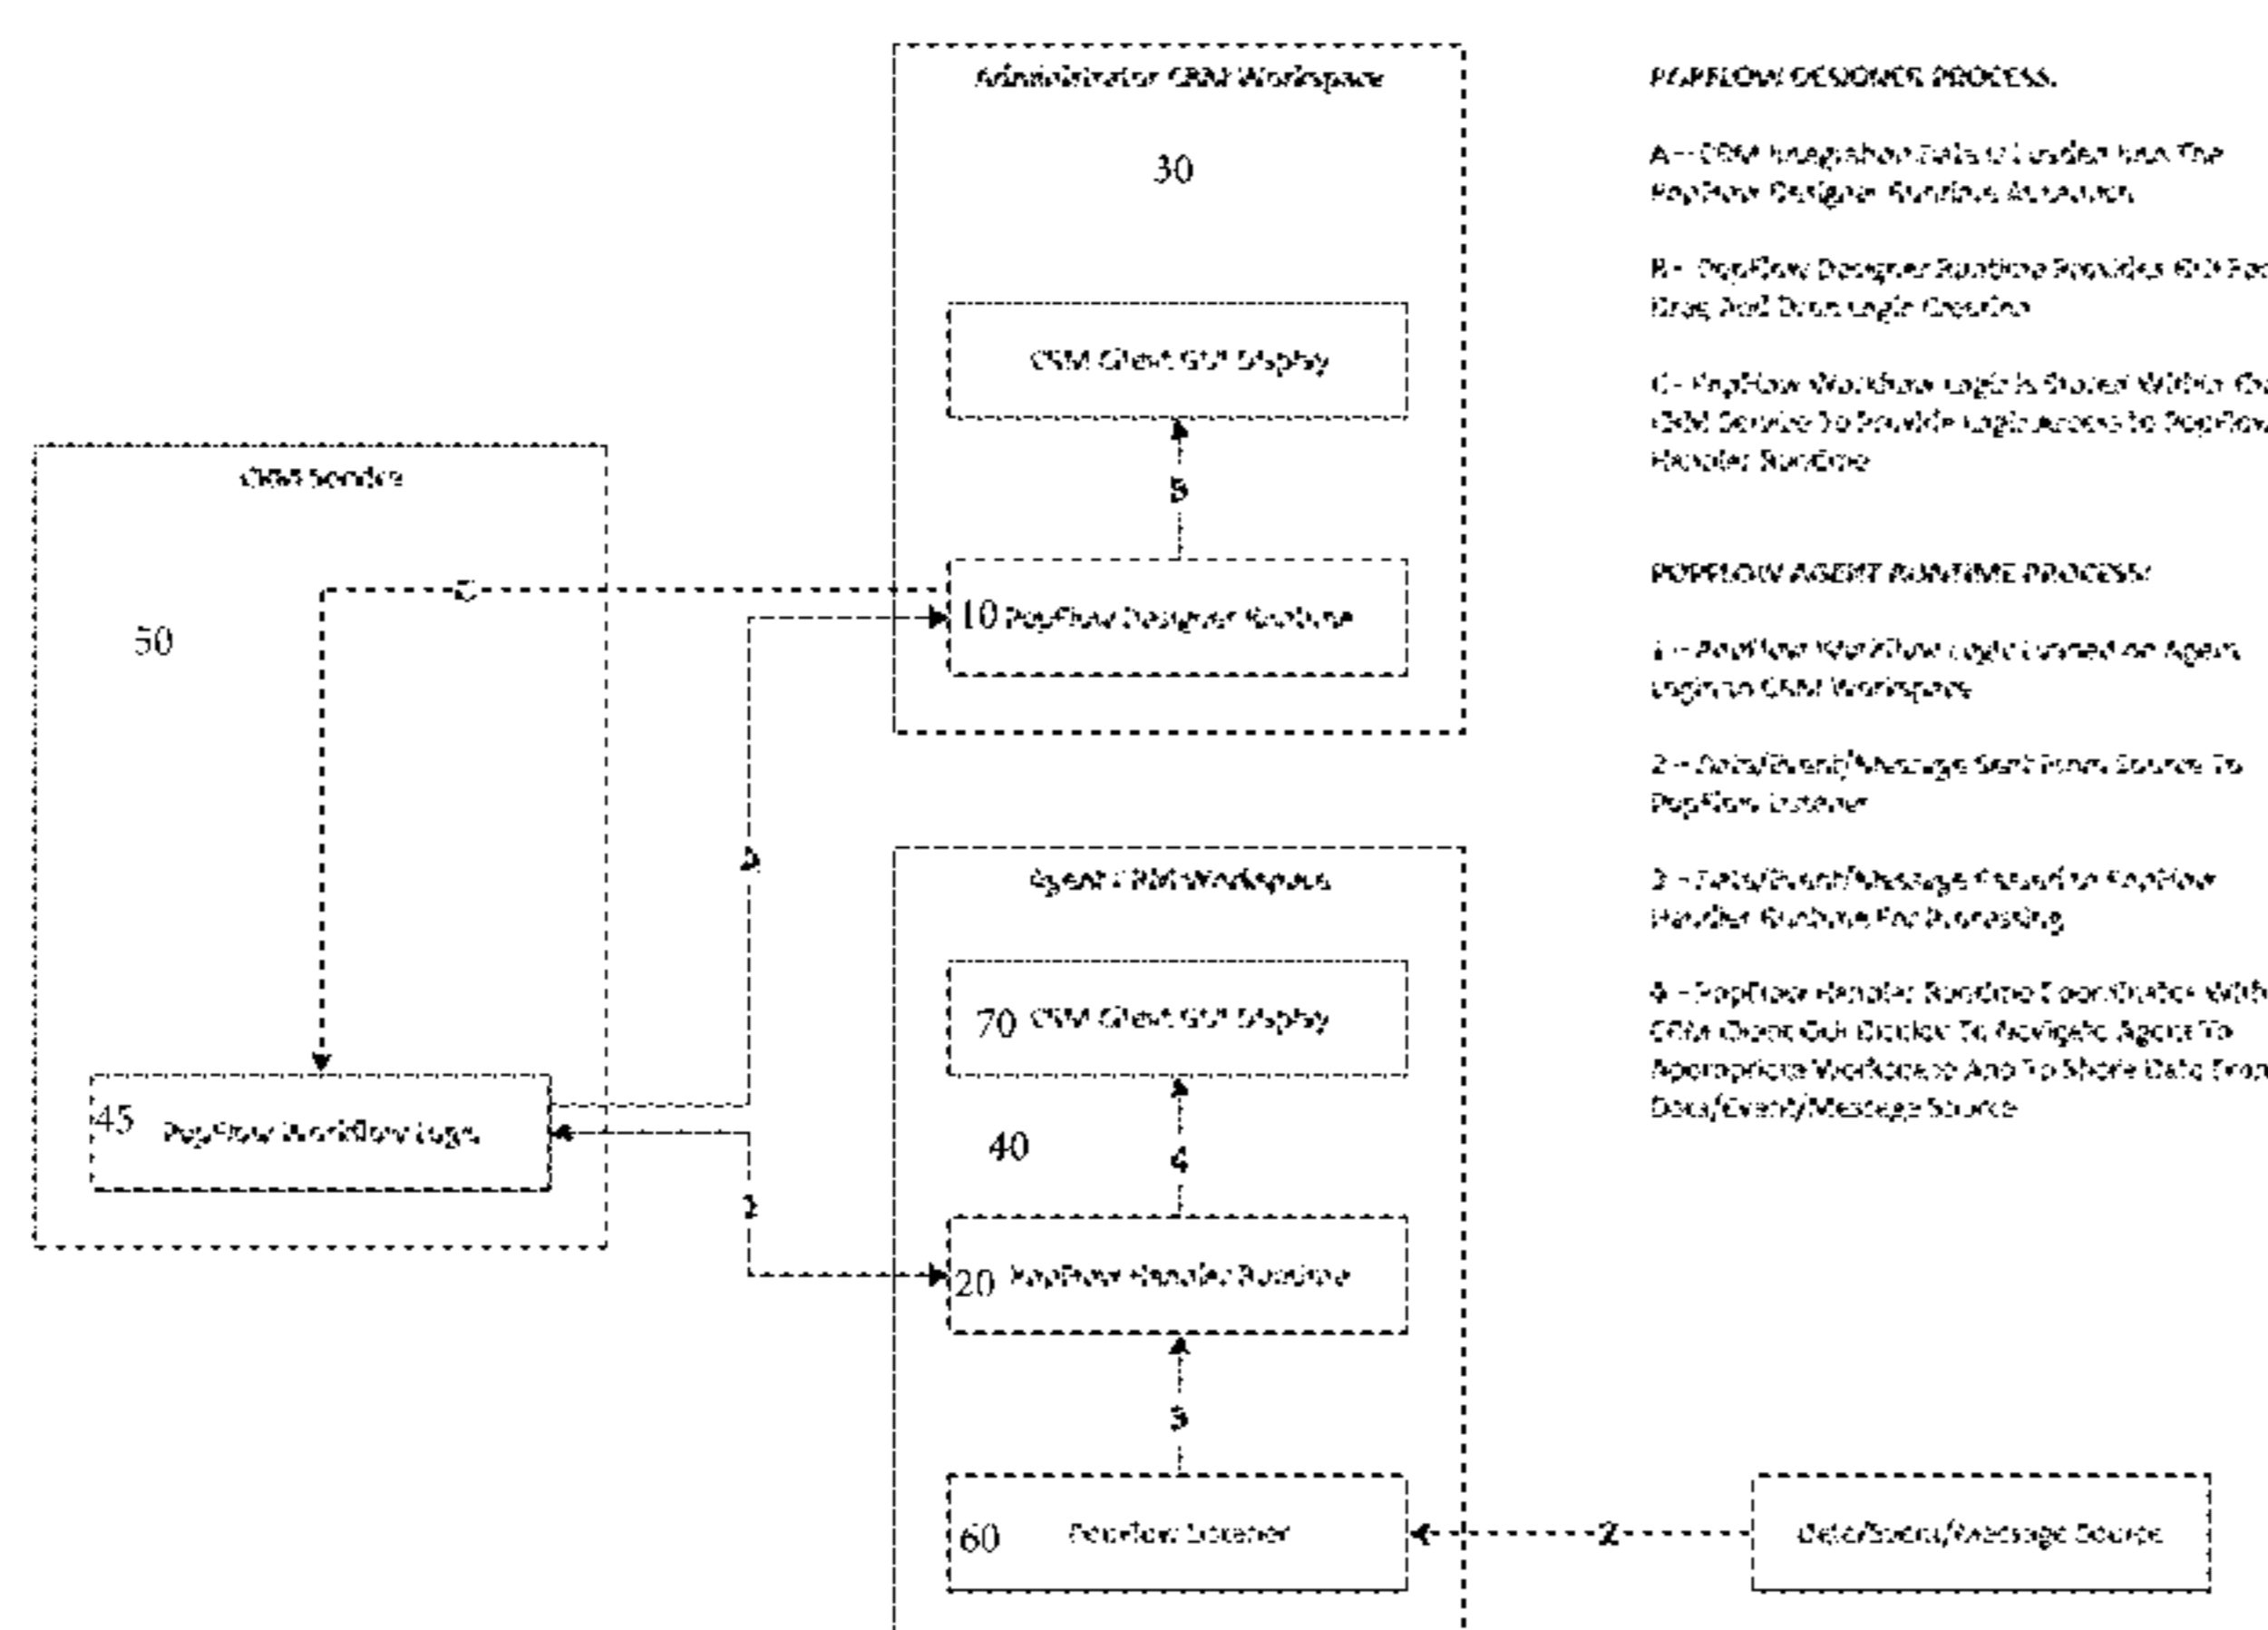 Administrator CRM Workspace
30
CRM Client GUI Display
B
10 PopFlow Designer Runtime
CRM Service
50
C
A
45 PopFlow Workflow Logic
1
Agent CRM Workspace
70 CRM Client GUI Display
40
4
20 PopFlow Handler Runtime
3
60 PopFlow Listener
2
Data/Event/Message Source
POPFLOW DESIGNER PROCESS:
A - CRM Integration Data Is Loaded Into The
PopFlow Designer Runtime
B - PopFlow Designer Runtime Provides GUI For
Drag And Drop Logic Creation
C - PopFlow Workflow Logic Is Stored Within The
CRM Service To Provide Logic Access to PopFlow
Handler Runtime
POPFLOW AGENT RUNTIME PROCESS:
1 - PopFlow Workflow Logic Loaded on Agent
Login to CRM Workspace
2 - Data/Event/Message Sent From Source To
PopFlow Listener
3 - Data/Event/Message Passed to PopFlow
Handler Runtime For Processing
4 - PopFlow Handler Runtime Coordinates With
CRM Client GUI Display To Navigate Agent To
Appropriate Workspace And To Share Data From
Data/Event/Message Source